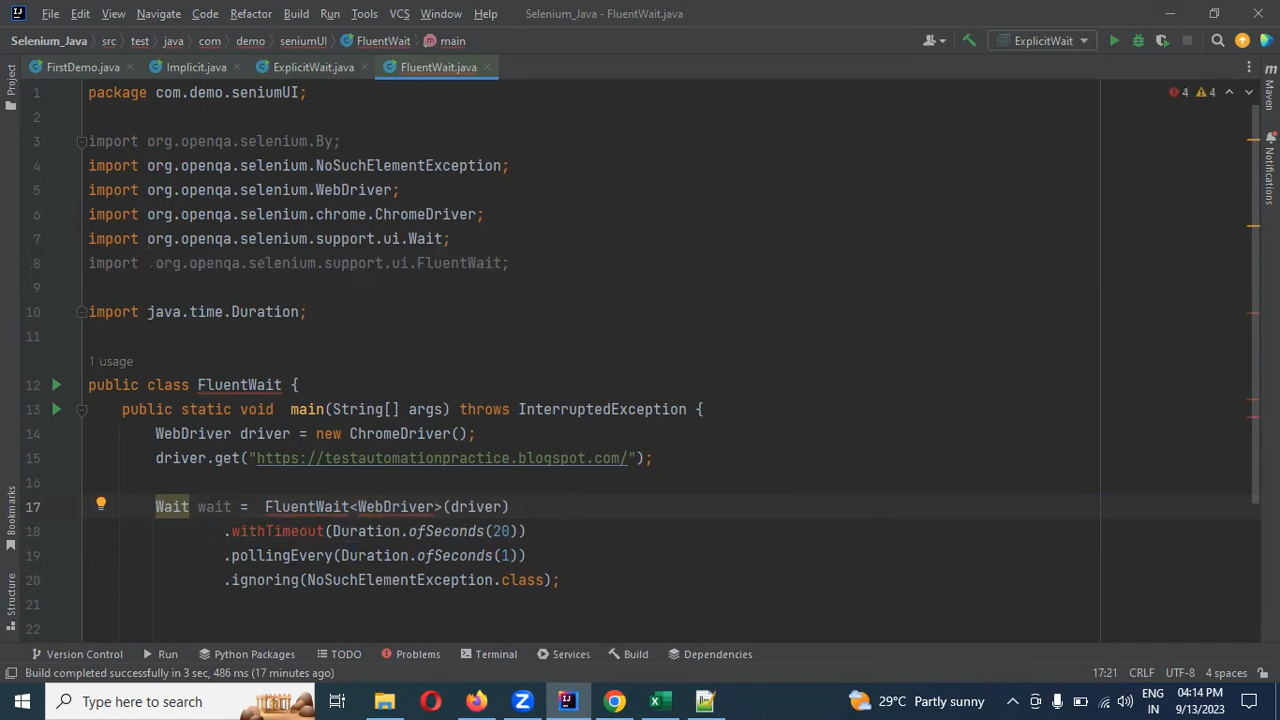 File Edit View Navigate Code Refactor Build Run Tools VCS Window Help Selenium_Java - FluentWait.java
Selenium_Java src test java com demo seniumUI FluentWait main ExplicitWait
FirstDemo.java Implicit.java ExplicitWait.java FluentWait.java
Project
Bookmarks
Structure
Maven
Notifications
4 4
1 package com.demo.seniumUI;
2
3 import org.openqa.selenium.By;
4 import org.openqa.selenium.NoSuchElementException;
5 import org.openqa.selenium.WebDriver;
6 import org.openqa.selenium.chrome.ChromeDriver;
7 import org.openqa.selenium.support.ui.Wait;
8 import .org.openqa.selenium.support.ui.FluentWait;
9
10 import java.time.Duration;
11
1 usage
12 public class FluentWait {
13 public static void main(String[] args) throws InterruptedException {
14 WebDriver driver = new ChromeDriver();
15 driver.get("https://testautomationpractice.blogspot.com/");
16
17 Wait wait = FluentWait<WebDriver>(driver)
18 .withTimeout(Duration.ofSeconds(20))
19 .pollingEvery(Duration.ofSeconds(1))
20 .ignoring(NoSuchElementException.class);
21
22
Version Control Run Python Packages TODO Problems Terminal Services Build Dependencies
Build completed successfully in 3 sec, 486 ms (17 minutes ago) 17:21 CRLF UTF-8 4 spaces
Type here to search 29°C Partly sunny ENG IN 04:14 PM 9/13/2023